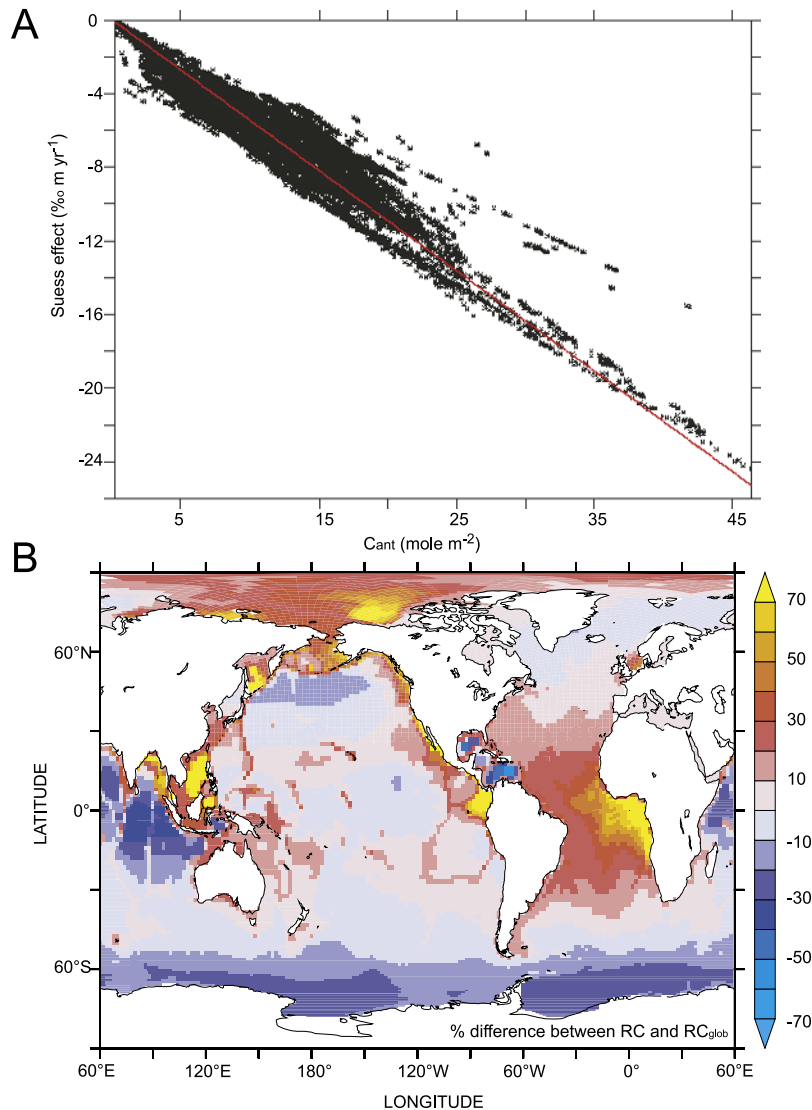 A
0
-4
-8
-12
-16
-20
-24
Suess effect (‰ m yr-1)
5 15 25 35 45
Cant (mole m-2)
B
60°N
0°
60°S
LATITUDE
70
50
30
10
-10
-30
-50
-70
% difference between RC and RCglob
60°E 120°E 180° 120°W 60°W 0° 60°E
LONGITUDE